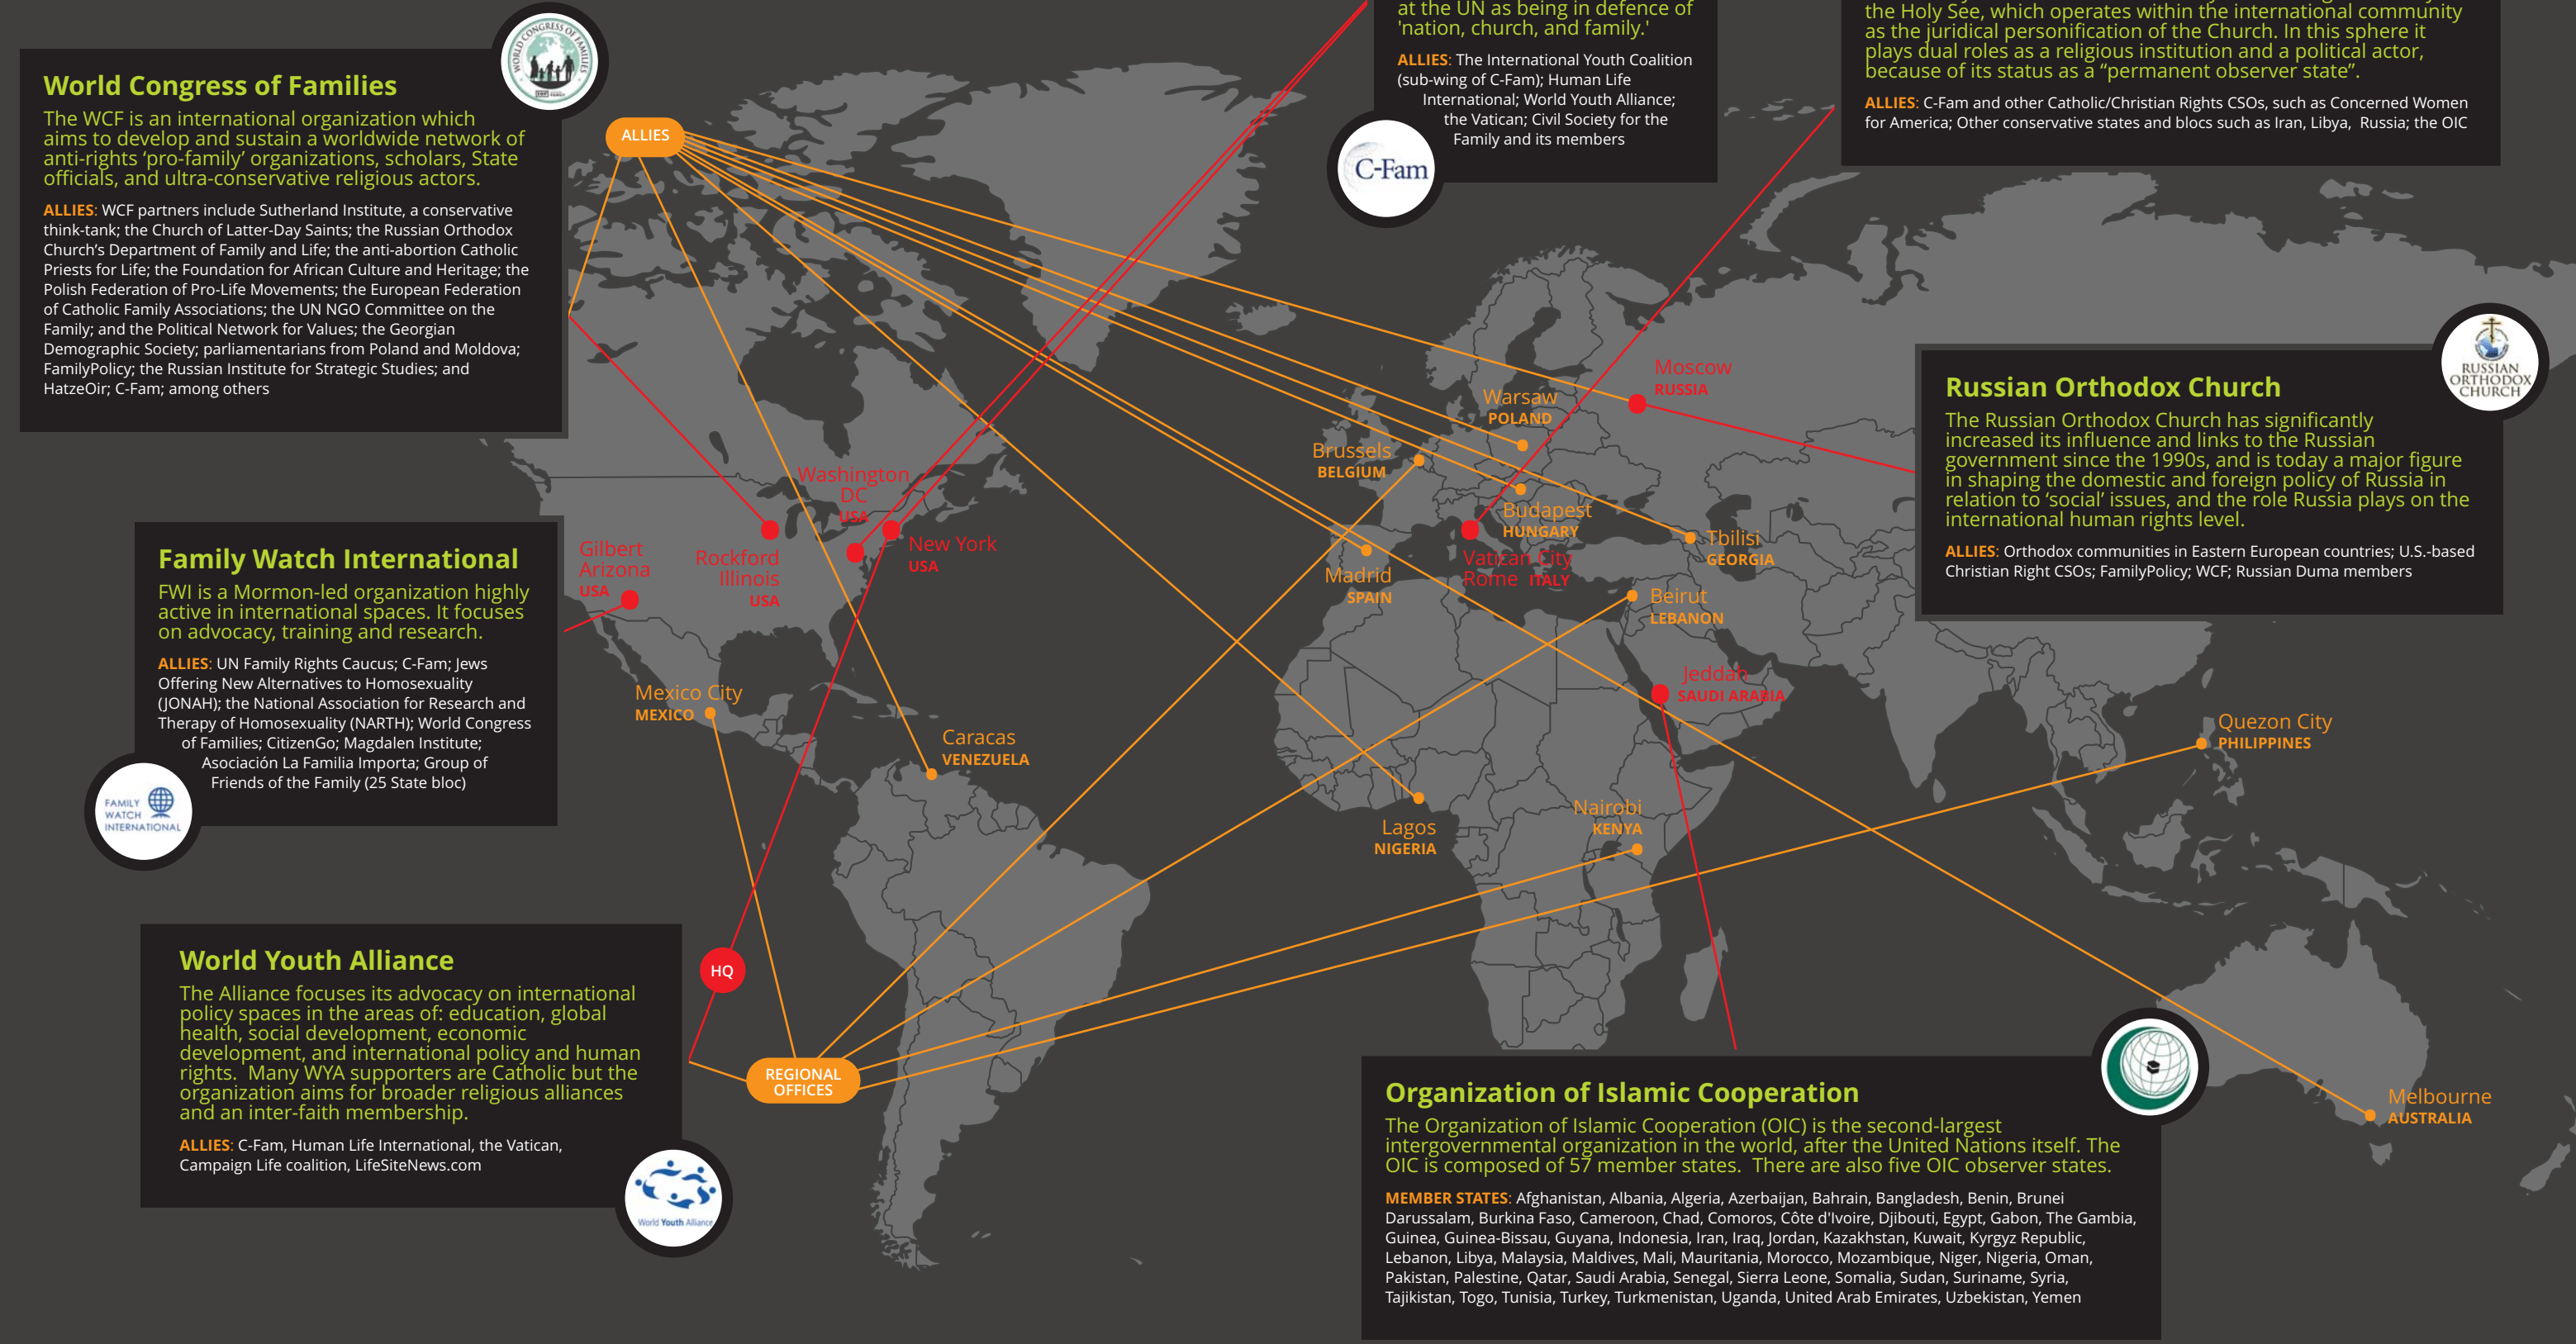 World Congress of Families
The WCF is an international organization which
aims to develop and sustain a worldwide network of
anti-rights ‘pro-family’ organizations, scholars, State
officials, and ultra-conservative religious actors.
ALLIES: WCF partners include Sutherland Institute, a conservative
think-tank; the Church of Latter-Day Saints; the Russian Orthodox
Church’s Department of Family and Life; the anti-abortion Catholic
Priests for Life; the Foundation for African Culture and Heritage; the
Polish Federation of Pro-Life Movements; the European Federation
of Catholic Family Associations; the UN NGO Committee on the
Family; and the Political Network for Values; the Georgian
Demographic Society; parliamentarians from Poland and Moldova;
FamilyPolicy; the Russian Institute for Strategic Studies; and
HatzeOir; C-Fam; among others
WORLD CONGRESS OF FAMILIES
ALLIES
at the UN as being in defence of
'nation, church, and family.'
ALLIES: The International Youth Coalition
(sub-wing of C-Fam); Human Life
International; World Youth Alliance;
the Vatican; Civil Society for the
Family and its members
C-Fam
the Holy See, which operates within the international community
as the juridical personification of the Church. In this sphere it
plays dual roles as a religious institution and a political actor,
because of its status as a “permanent observer state”.
ALLIES: C-Fam and other Catholic/Christian Rights CSOs, such as Concerned Women
for America; Other conservative states and blocs such as Iran, Libya, Russia; the OIC
Moscow
RUSSIA
Warsaw
POLAND
Brussels
BELGIUM
Budapest
HUNGARY
Tbilisi
GEORGIA
Madrid
SPAIN
Vatican City
Rome ITALY
Beirut
LEBANON
Jeddah
SAUDI ARABIA
Washington
DC
USA
New York
USA
Rockford
Illinois
USA
Gilbert
Arizona
USA
Mexico City
MEXICO
Caracas
VENEZUELA
Lagos
NIGERIA
Nairobi
KENYA
Quezon City
PHILIPPINES
Melbourne
AUSTRALIA
Russian Orthodox Church
The Russian Orthodox Church has significantly
increased its influence and links to the Russian
government since the 1990s, and is today a major figure
in shaping the domestic and foreign policy of Russia in
relation to ‘social’ issues, and the role Russia plays on the
international human rights level.
ALLIES: Orthodox communities in Eastern European countries; U.S.-based
Christian Right CSOs; FamilyPolicy; WCF; Russian Duma members
RUSSIAN
ORTHODOX
CHURCH
Family Watch International
FWI is a Mormon-led organization highly
active in international spaces. It focuses
on advocacy, training and research.
ALLIES: UN Family Rights Caucus; C-Fam; Jews
Offering New Alternatives to Homosexuality
(JONAH); the National Association for Research and
Therapy of Homosexuality (NARTH); World Congress
of Families; CitizenGo; Magdalen Institute;
Asociación La Familia Importa; Group of
Friends of the Family (25 State bloc)
FAMILY
WATCH
INTERNATIONAL
World Youth Alliance
The Alliance focuses its advocacy on international
policy spaces in the areas of: education, global
health, social development, economic
development, and international policy and human
rights. Many WYA supporters are Catholic but the
organization aims for broader religious alliances
and an inter-faith membership.
ALLIES: C-Fam, Human Life International, the Vatican,
Campaign Life coalition, LifeSiteNews.com
World Youth Alliance
HQ
REGIONAL
OFFICES
Organization of Islamic Cooperation
The Organization of Islamic Cooperation (OIC) is the second-largest
intergovernmental organization in the world, after the United Nations itself. The
OIC is composed of 57 member states. There are also five OIC observer states.
MEMBER STATES: Afghanistan, Albania, Algeria, Azerbaijan, Bahrain, Bangladesh, Benin, Brunei
Darussalam, Burkina Faso, Cameroon, Chad, Comoros, Côte d'Ivoire, Djibouti, Egypt, Gabon, The Gambia,
Guinea, Guinea-Bissau, Guyana, Indonesia, Iran, Iraq, Jordan, Kazakhstan, Kuwait, Kyrgyz Republic,
Lebanon, Libya, Malaysia, Maldives, Mali, Mauritania, Morocco, Mozambique, Niger, Nigeria, Oman,
Pakistan, Palestine, Qatar, Saudi Arabia, Senegal, Sierra Leone, Somalia, Sudan, Suriname, Syria,
Tajikistan, Togo, Tunisia, Turkey, Turkmenistan, Uganda, United Arab Emirates, Uzbekistan, Yemen